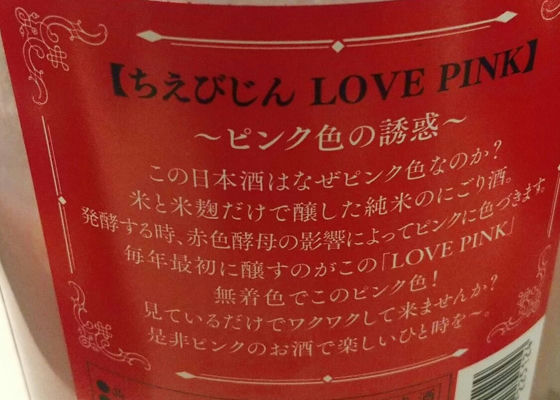 【ちえびじん LOVE PINK】
～ピンク色の誘惑～
この日本酒はなぜピンク色なのか？
米と米麹だけで醸した純米のにごり酒。
発酵する時、赤色酵母の影響によってピンクに色づきます。
毎年最初に醸すのがこの「LOVE PINK」
無着色でこのピンク色！
見ているだけでワクワクして来ませんか？
是非ピンクのお酒で楽しいひと時を～。